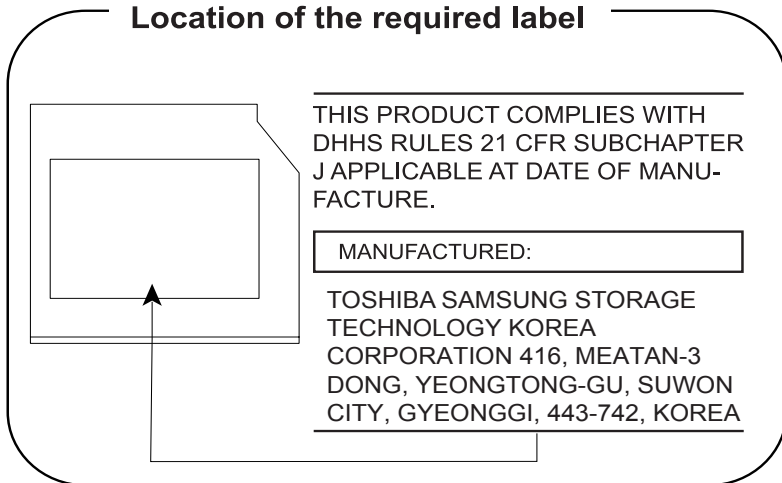 Location of the required label
THIS PRODUCT COMPLIES WITH
DHHS RULES 21 CFR SUBCHAPTER
J APPLICABLE AT DATE OF MANU-
FACTURE.
MANUFACTURED:
TOSHIBA SAMSUNG STORAGE
TECHNOLOGY KOREA
CORPORATION 416, MEATAN-3
DONG, YEONGTONG-GU, SUWON
CITY, GYEONGGI, 443-742, KOREA